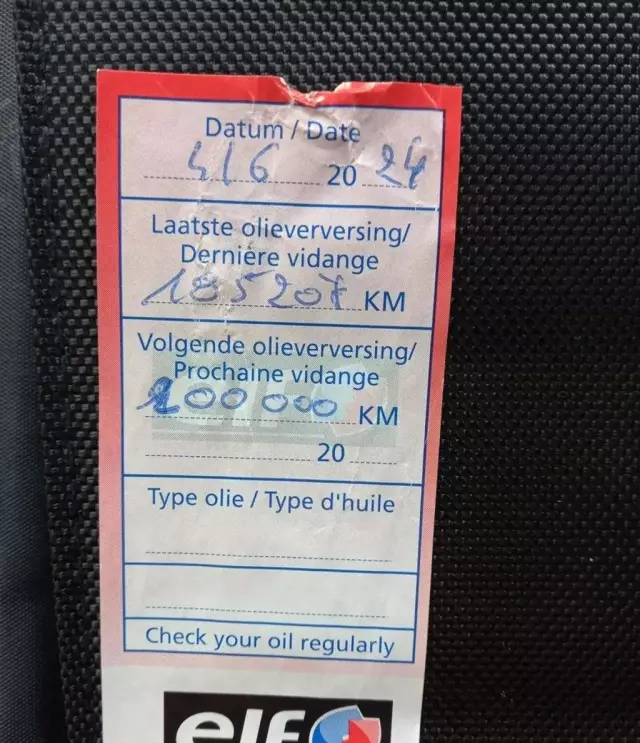 Datum / Date
4/6 20 24
Laatste olieverversing/
Dernière vidange
185207 KM
Volgende olieverversing/
Prochaine vidange
200 000 KM
20
Type olie / Type d'huile
Check your oil regularly
elf